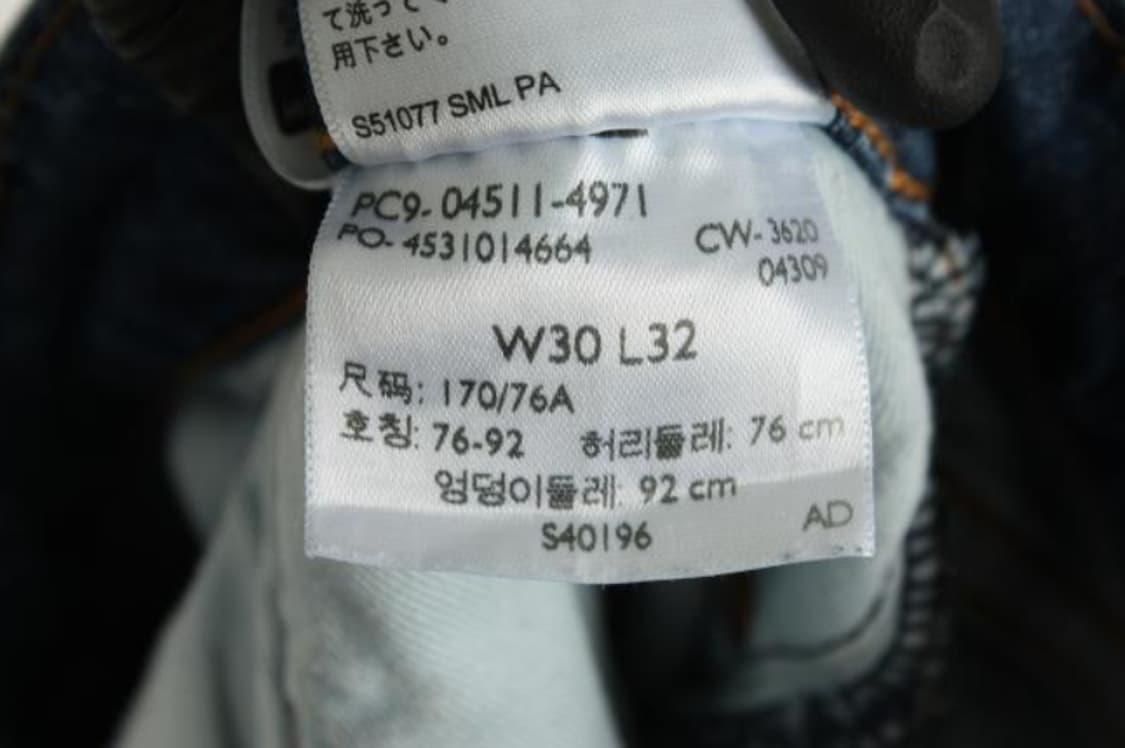 て洗って
用下さい。
S51077 SML PA
PC9-04511-4971
PO-4531014664
CW-3620
04309
W30 L32
尺码: 170/76A
호칭: 76-92 허리둘레: 76 cm
엉덩이둘레: 92 cm
S40196
AD